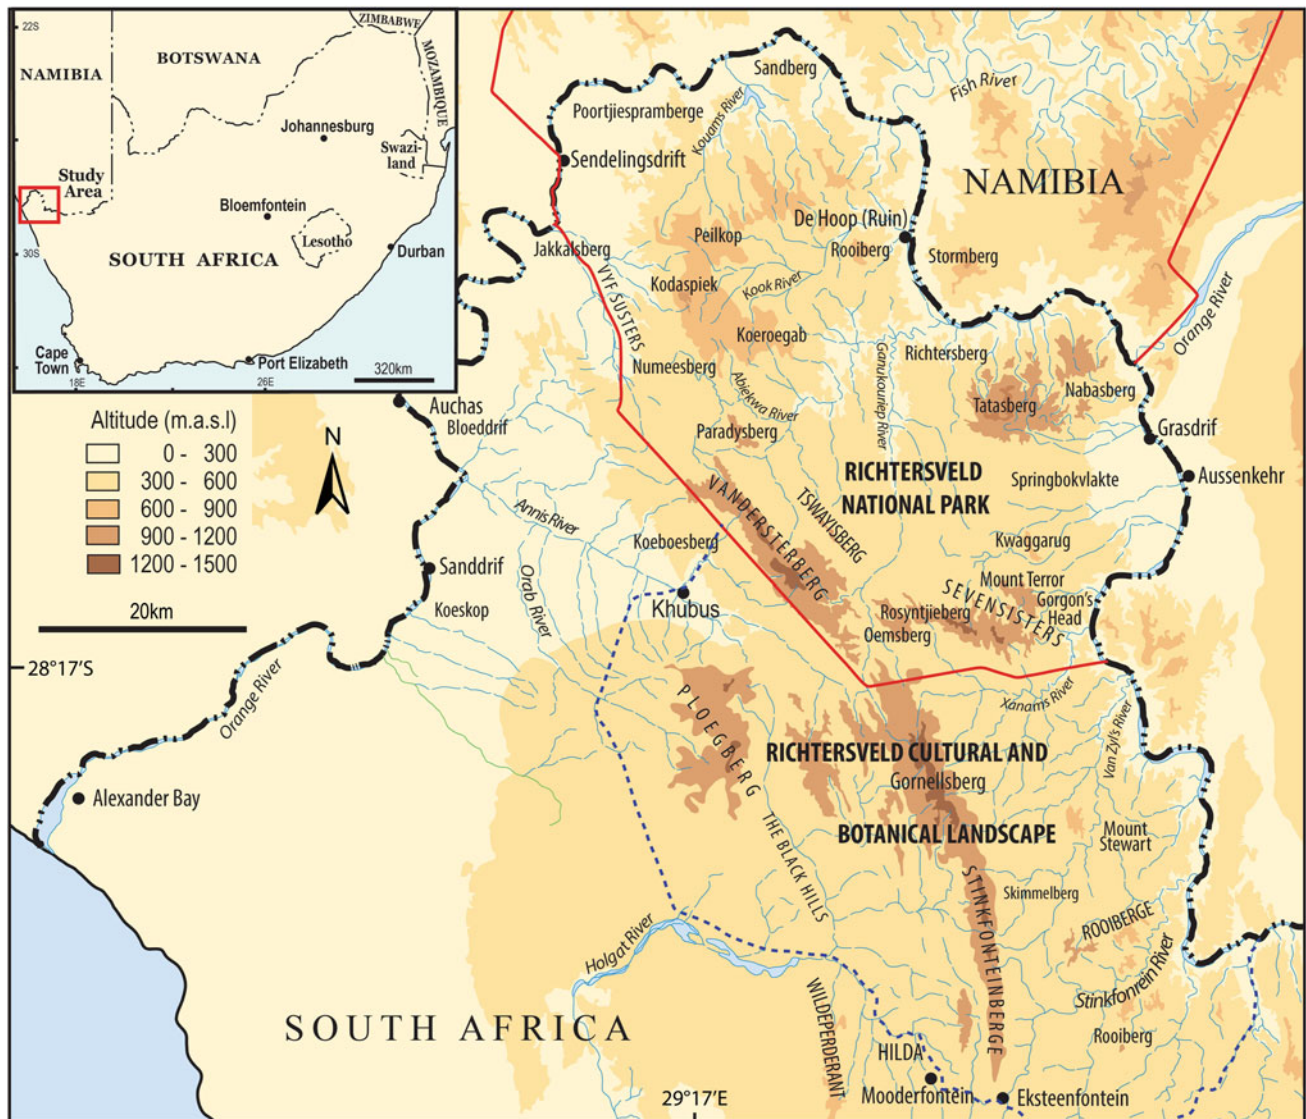 22S
30S
18E
26E
ZIMBABWE
BOTSWANA
NAMIBIA
MOZAMBIQUE
Johannesburg
Swazi-
land
Study
Area
Bloemfontein
Lesotho
SOUTH AFRICA
Durban
Cape
Town
Port Elizabeth
320km
Altitude (m.a.s.l)
0 - 300
300 - 600
600 - 900
900 - 1200
1200 - 1500
N
20km
28°17'S
29°17'E
Sandberg
Fish River
Poortjiespramberge
Kouams River
Sendelingsdrift
NAMIBIA
De Hoop (Ruin)
Peilkop
Rooiberg
Stormberg
Jakkalsberg
VYF SUSTERS
Kodaspiek
Kook River
Orange River
Koeroegab
Richtersberg
Ganukouriep River
Numeesberg
Abiekwa River
Nabasberg
Tatasberg
Auchas
Bloeddrif
Paradysberg
Grasdrif
RICHTERSVELD
NATIONAL PARK
Springbokvlakte
Aussenkehr
VANDERSTERBERG
TSWAYISBERG
Annis River
Koeboesberg
Kwaggarug
Sanddrif
Orab River
Khubus
Koeskop
Mount Terror
SEVENSISTERS
Gorgon's
Head
Rosyntjieberg
Oemsberg
Orange River
PLOEGBERG
Xanams River
Van Zyl's River
RICHTERSVELD CULTURAL AND
Gornellsberg
BOTANICAL LANDSCAPE
Alexander Bay
THE BLACK HILLS
Mount
Stewart
STINKFONTEINBERGE
Skimmelberg
ROOIBERGE
Holgat River
Stinkfonrein River
WILDEPERDERANT
SOUTH AFRICA
Rooiberg
HILDA
Mooderfontein
Eksteenfontein